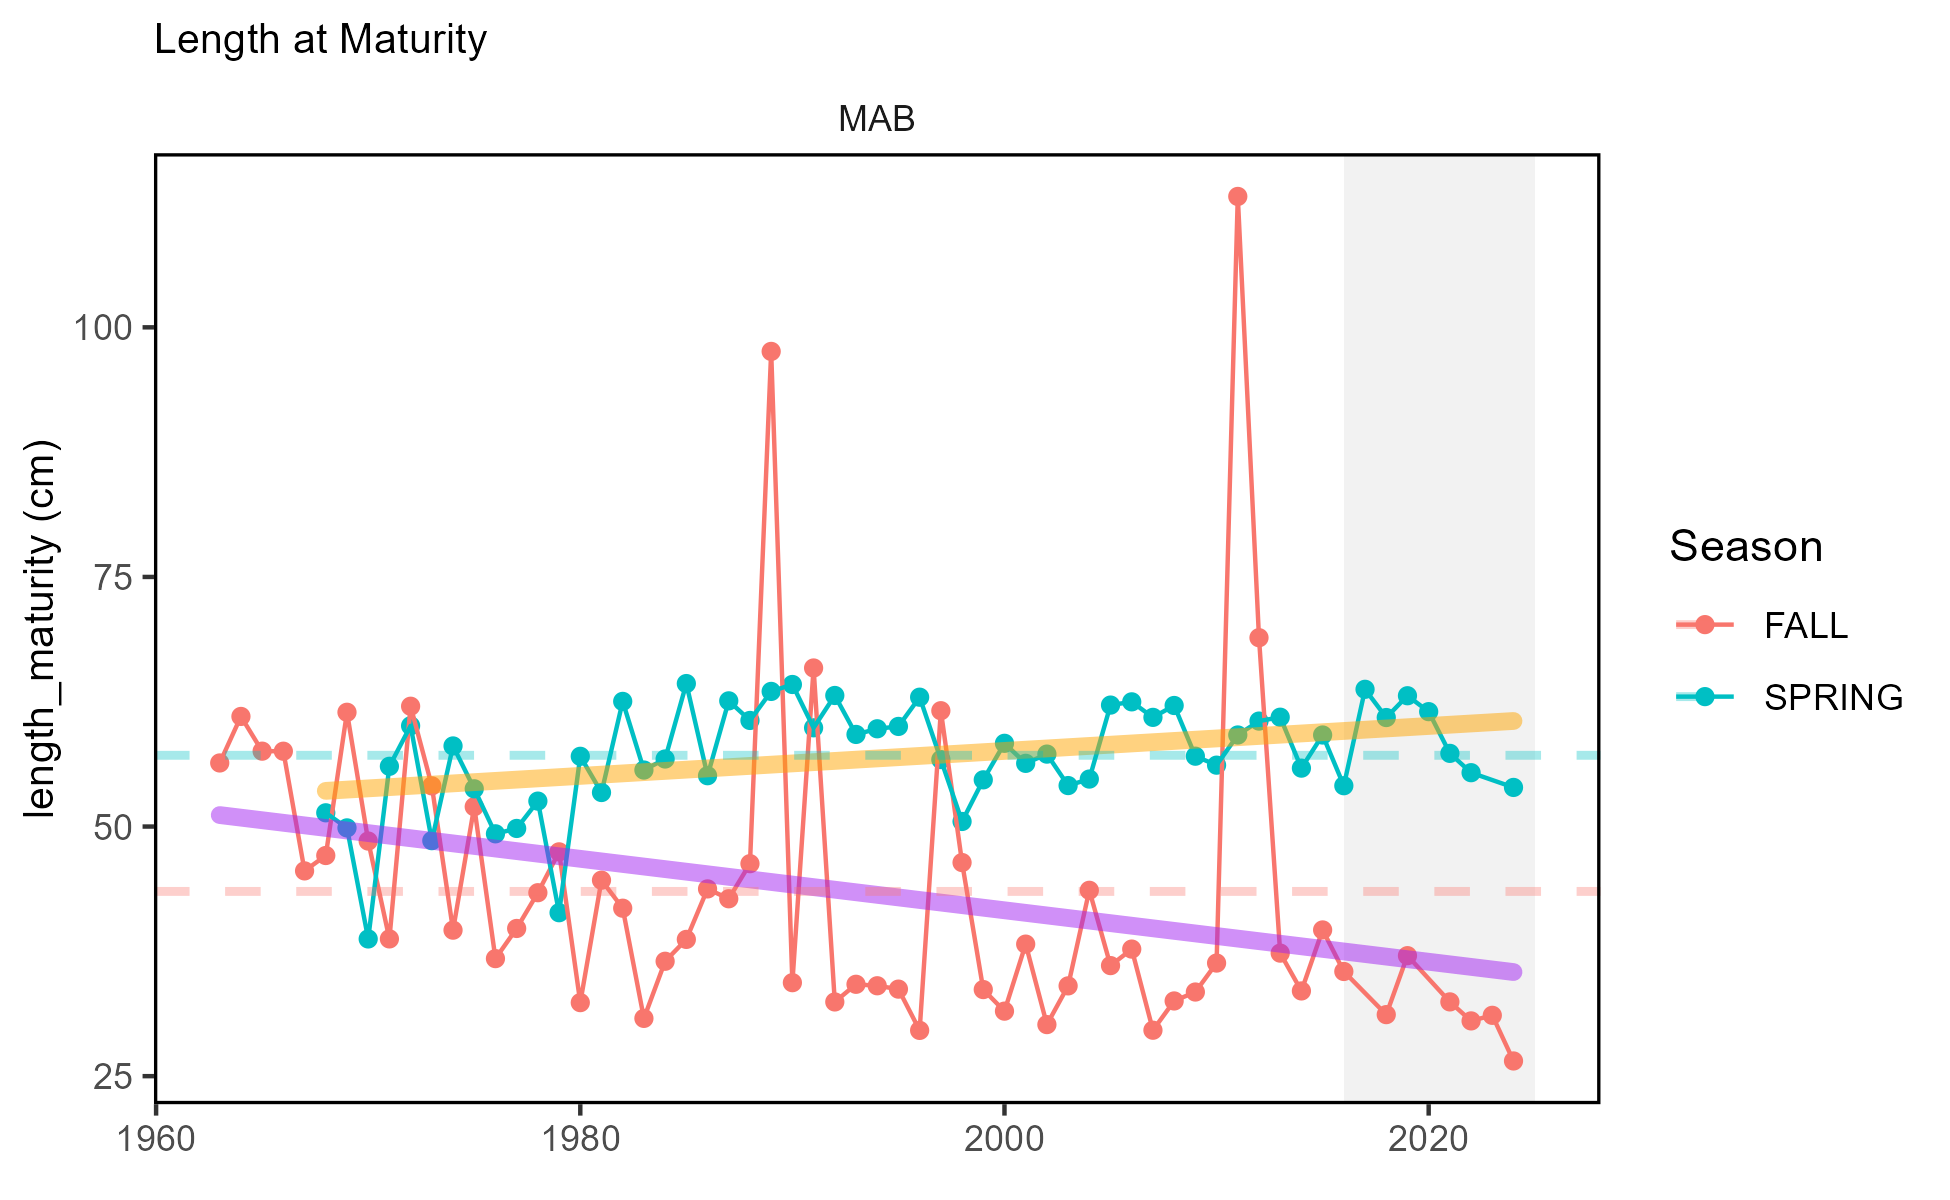 Length at Maturity
MAB
length_maturity (cm)
100
75
50
25
1960
1980
2000
2020
Season
FALL
SPRING